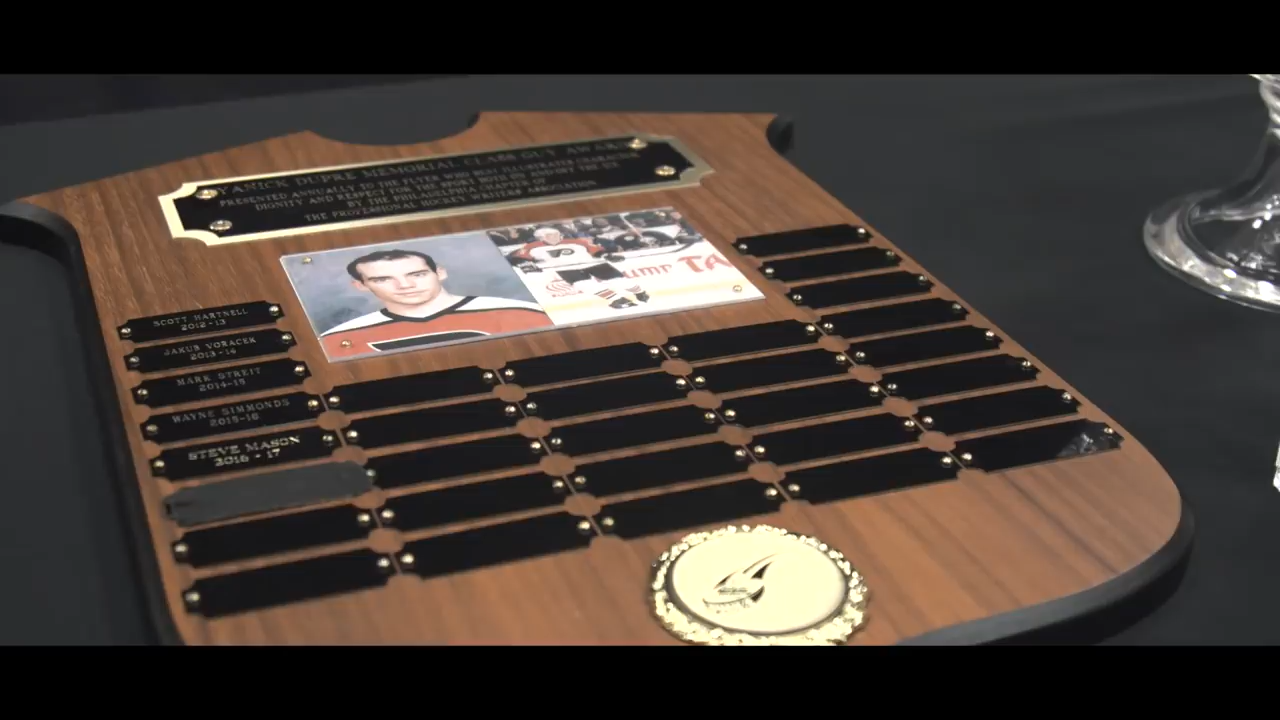 YANICK DUPRE MEMORIAL CLASS GUY AWARD
PRESENTED ANNUALLY TO THE FLYER WHO BEST ILLUSTRATES CHARACTER
DIGNITY AND RESPECT FOR THE SPORT BOTH ON AND OFF THE ICE
BY THE PHILADELPHIA CHAPTER OF
THE PROFESSIONAL HOCKEY WRITERS ASSOCIATION
SCOTT HARTNELL
2012-13
JAKUB VORACEK
2013-14
MARK STREIT
2014-15
WAYNE SIMMONDS
2015-16
STEVE MASON
2016 - 17
TA